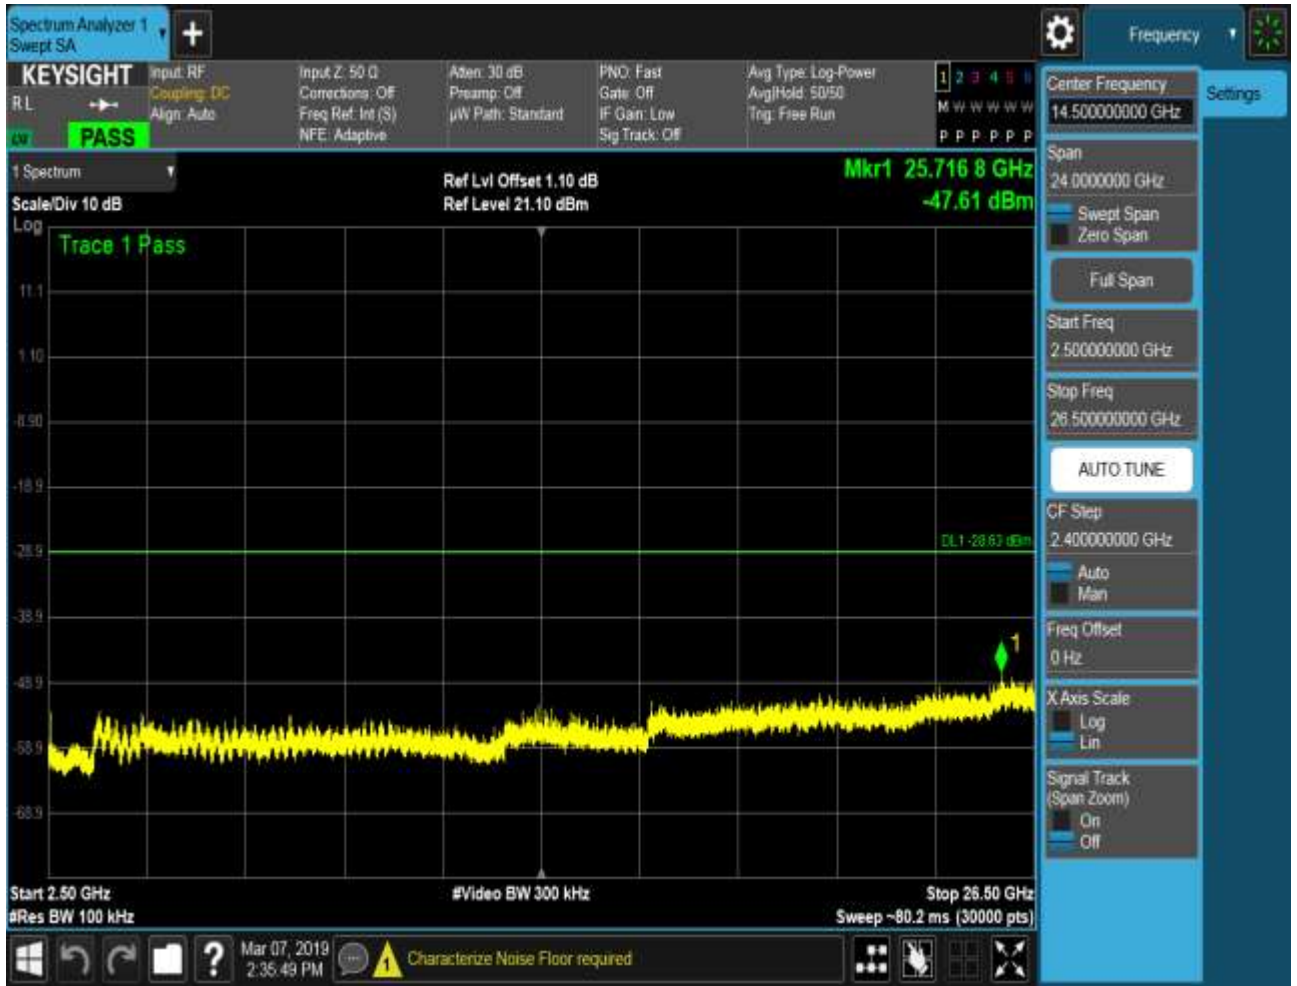 Spectrum Analyzer 1
Swept SA
Frequency
KEYSIGHT
R L
PASS
Input: RF
Coupling: DC
Align: Auto
Input Z: 50 Ω
Corrections: Off
Freq Ref: Int (S)
NFE: Adaptive
Atten: 30 dB
Preamp: Off
µW Path: Standard
PNO: Fast
Gate: Off
IF Gain: Low
Sig Track: Off
Avg Type: Log-Power
Avg|Hold: 50/50
Trig: Free Run
1 2 3 4 5 6
M W W W W W
P P P P P P
1 Spectrum
Scale/Div 10 dB
Log
Ref Lvl Offset 1.10 dB
Ref Level 21.10 dBm
Mkr1 25.716 8 GHz
-47.61 dBm
Trace 1 Pass
11.1
1.10
-8.90
-18.9
-28.9
DL1 -28.63 dBm
-38.9
1
-48.9
-58.9
-68.9
Start 2.50 GHz
#Res BW 100 kHz
#Video BW 300 kHz
Stop 26.50 GHz
Sweep ~80.2 ms (30000 pts)
Mar 07, 2019
2:35:49 PM
1
Characterize Noise Floor required
Center Frequency
14.500000000 GHz
Settings
Span
24.0000000 GHz
Swept Span
Zero Span
Full Span
Start Freq
2.500000000 GHz
Stop Freq
26.500000000 GHz
AUTO TUNE
CF Step
2.400000000 GHz
Auto
Man
Freq Offset
0 Hz
X Axis Scale
Log
Lin
Signal Track
(Span Zoom)
On
Off